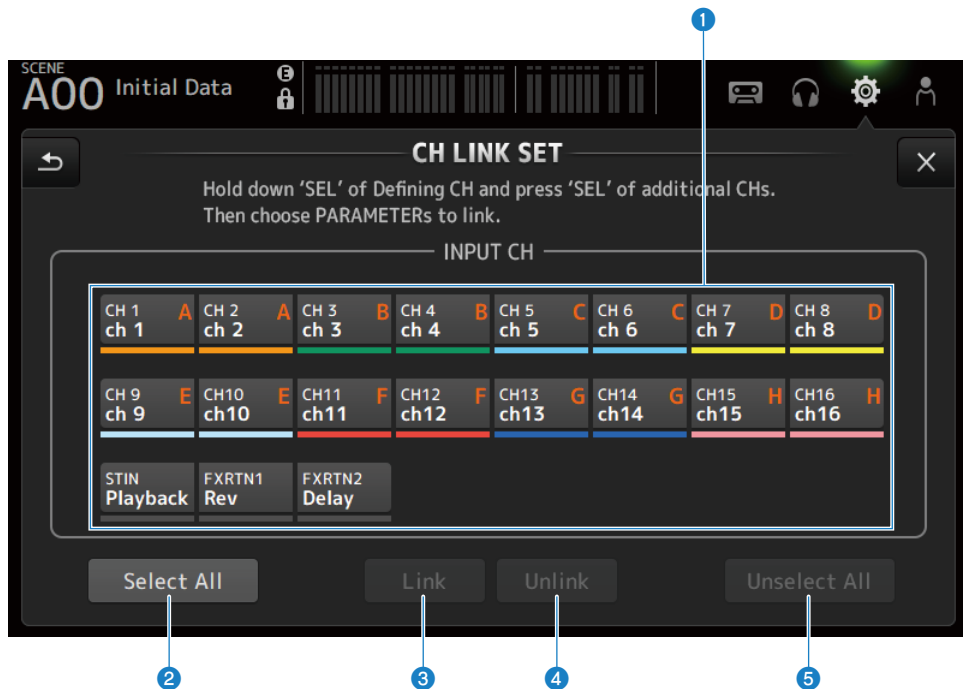 1
SCENE
A00 Initial Data E
CH LINK SET
Hold down ‘SEL’ of Defining CH and press ‘SEL’ of additional CHs.
Then choose PARAMETERs to link.
INPUT CH
CH 1 A CH 2 A CH 3 B CH 4 B CH 5 C CH 6 C CH 7 D CH 8 D
ch 1 ch 2 ch 3 ch 4 ch 5 ch 6 ch 7 ch 8
CH 9 E CH10 E CH11 F CH12 F CH13 G CH14 G CH15 H CH16 H
ch 9 ch10 ch11 ch12 ch13 ch14 ch15 ch16
STIN FXRTN1 FXRTN2
Playback Rev Delay
Select All Link Unlink Unselect All
2 3 4 5